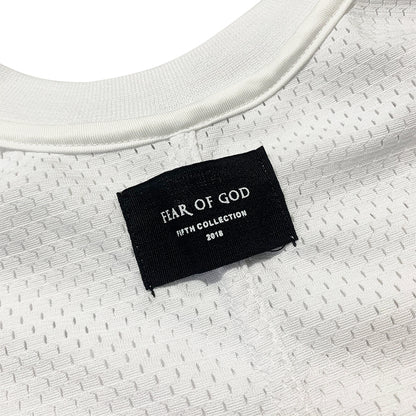 FEAR OF GOD
FIFTH COLLECTION
2018